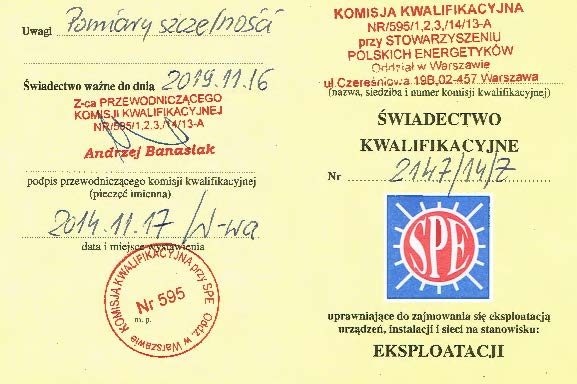 Uwagi Pomiary szczelności
Świadectwo ważne do dnia 2019.11.16
Z-ca PRZEWODNICZĄCEGO
KOMISJI KWALIFIKACYJNEJ
NR/595/1,2,3,/14/13-A
Andrzej Banasiak
podpis przewodniczącego komisji kwalifikacyjnej
(pieczęć imienna)
2014.11.17 / W-wa
data i miejsce wystawienia
KOMISJA KWALIFIKACYJNA przy SPE Oddz. w Warszawie
Nr 595
m. p.
KOMISJA KWALIFIKACYJNA
NR/595/1,2,3,/14/13-A
przy STOWARZYSZENIU
POLSKICH ENERGETYKÓW
Oddział w Warszawie
ul.Czereśniowa 19B,02-457 Warszawa
(nazwa, siedziba i numer komisji kwalifikacyjnej)
ŚWIADECTWO
KWALIFIKACYJNE
Nr 2147/14/Z
SPE
uprawniające do zajmowania się eksploatacją
urządzeń, instalacji i sieci na stanowisku:
EKSPLOATACJI